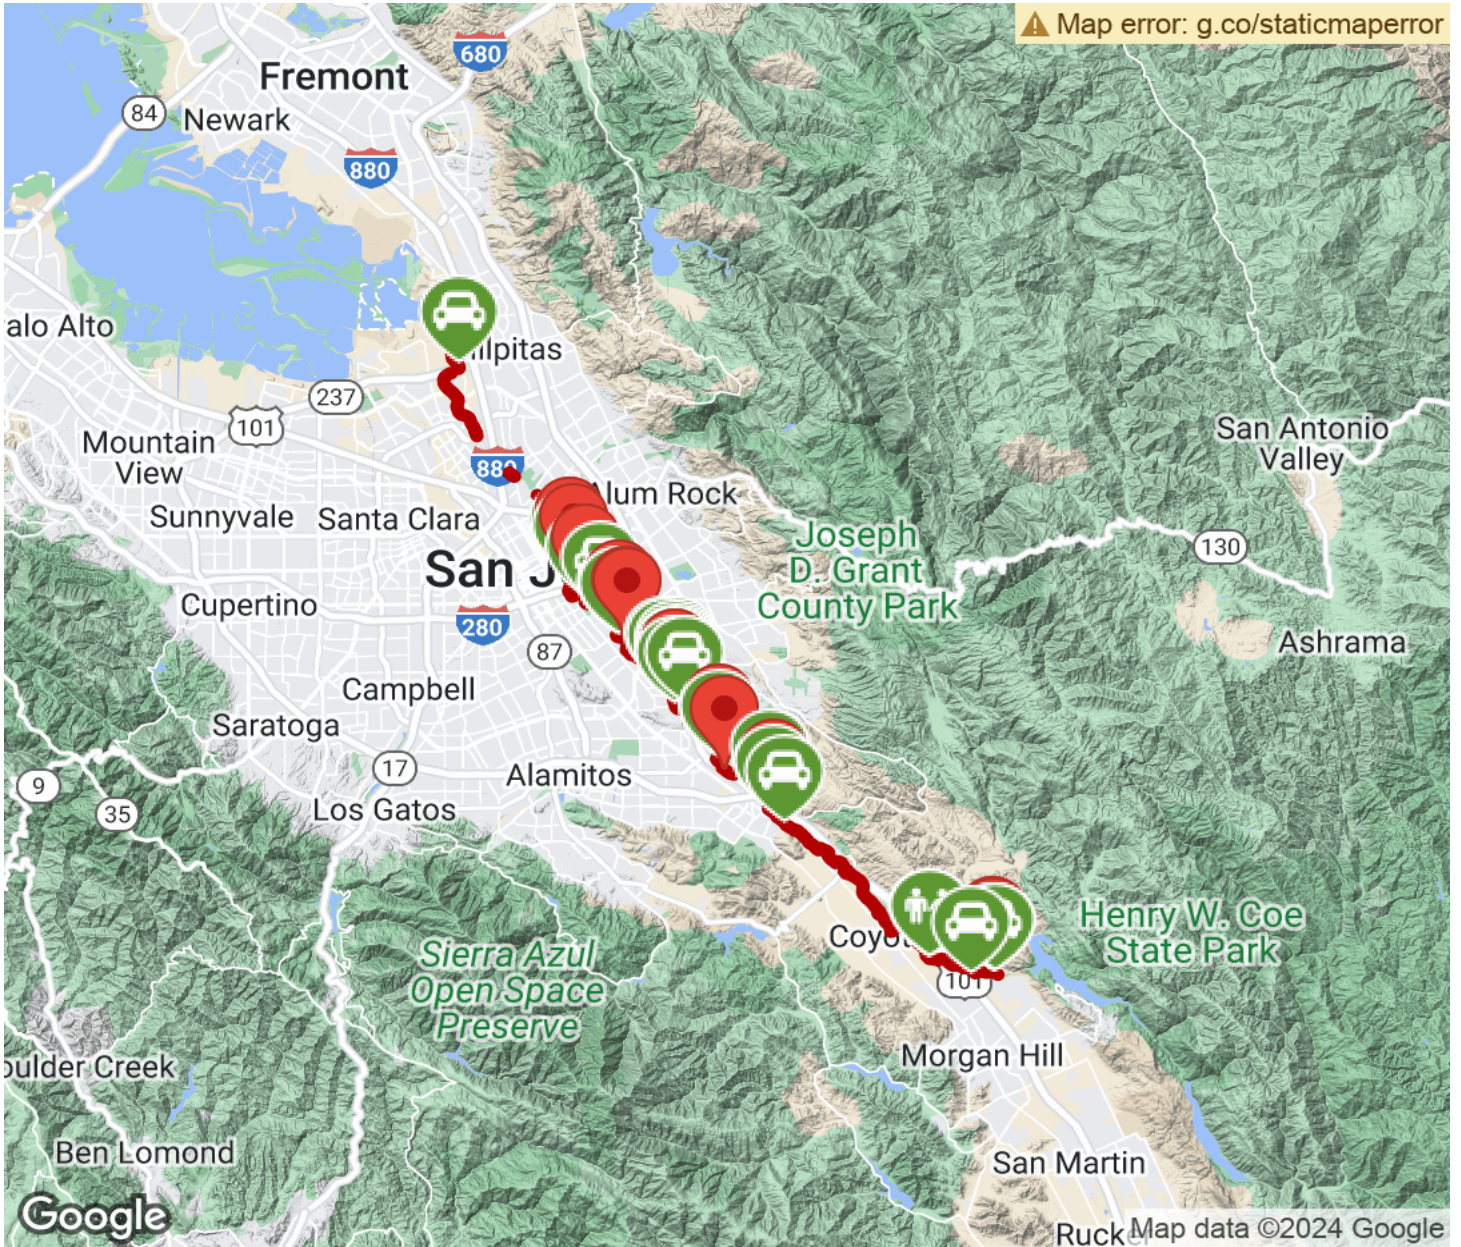 Map error: g.co/staticmaperror
680
Fremont
84
Newark
880
alo Alto
ilpitas
237
101
Mountain
View
San Antonio
Valley
880
Alum Rock
Sunnyvale
Santa Clara
Joseph
D. Grant
County Park
130
San J
Cupertino
280
87
Ashrama
Campbell
Saratoga
17
Alamitos
9
35
Los Gatos
Coyot
Henry W. Coe
State Park
Sierra Azul
Open Space
Preserve
101
Morgan Hill
oulder Creek
Ben Lomond
San Martin
Google
Ruck
Map data ©2024 Google